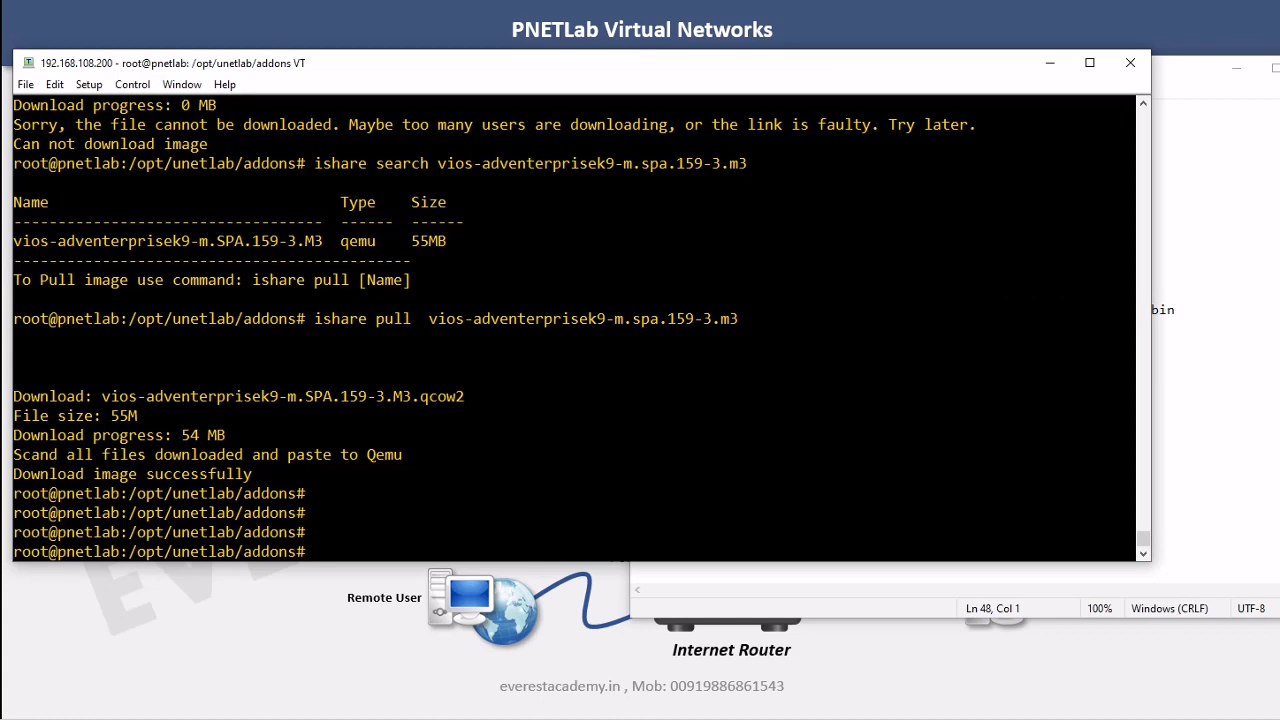 PNETLab Virtual Networks
192.168.108.200 - root@pnetlab: /opt/unetlab/addons VT
File Edit Setup Control Window Help
Download progress: 0 MB
Sorry, the file cannot be downloaded. Maybe too many users are downloading, or the link is faulty. Try later.
Can not download image
root@pnetlab:/opt/unetlab/addons# ishare search vios-adventerprisek9-m.spa.159-3.m3
Name Type Size
---------------------------------- ------ ------
vios-adventerprisek9-m.SPA.159-3.M3 qemu 55MB
---------------------------------------------
To Pull image use command: ishare pull [Name]
root@pnetlab:/opt/unetlab/addons# ishare pull  vios-adventerprisek9-m.spa.159-3.m3
bin
Download: vios-adventerprisek9-m.SPA.159-3.M3.qcow2
File size: 55M
Download progress: 54 MB
Scand all files downloaded and paste to Qemu
Download image successfully
root@pnetlab:/opt/unetlab/addons#
root@pnetlab:/opt/unetlab/addons#
root@pnetlab:/opt/unetlab/addons#
root@pnetlab:/opt/unetlab/addons#
Remote User
Ln 48, Col 1 100% Windows (CRLF) UTF-8
Internet Router
everestacademy.in , Mob: 00919886861543